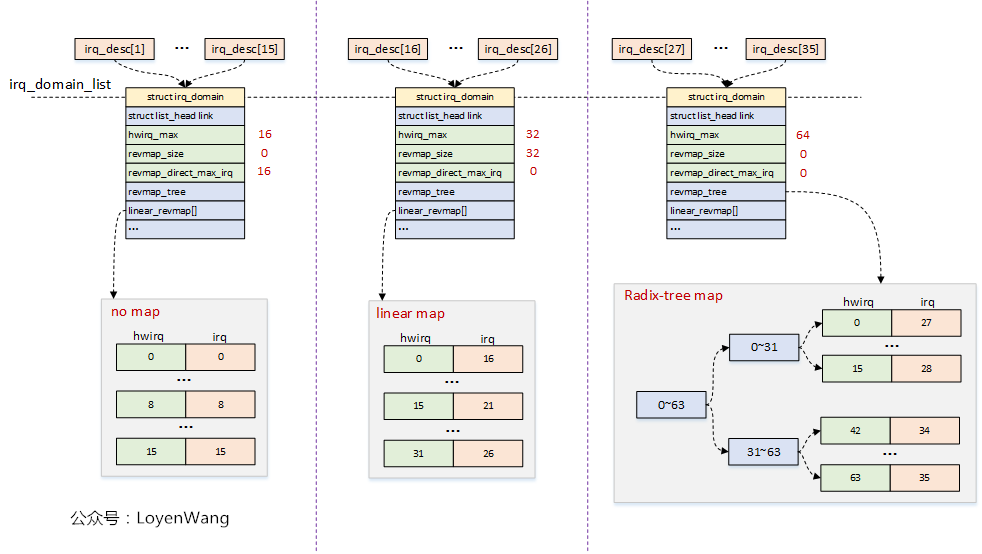 irq_desc[1] ... irq_desc[15]
irq_desc[16] ... irq_desc[26]
irq_desc[27] ... irq_desc[35]
irq_domain_list
struct irq_domain
struct list_head link
hwirq_max 16
revmap_size 0
revmap_direct_max_irq 16
revmap_tree
linear_revmap[]
...
struct irq_domain
struct list_head link
hwirq_max 32
revmap_size 32
revmap_direct_max_irq 0
revmap_tree
linear_revmap[]
...
struct irq_domain
struct list_head link
hwirq_max 64
revmap_size 0
revmap_direct_max_irq 0
revmap_tree
linear_revmap[]
...
no map
hwirq irq
0 0
...
8 8
...
15 15
linear map
hwirq irq
0 16
...
15 21
...
31 26
Radix-tree map
0~63
0~31
31~63
hwirq irq
0 27
...
15 28
42 34
...
63 35
公众号：LoyenWang